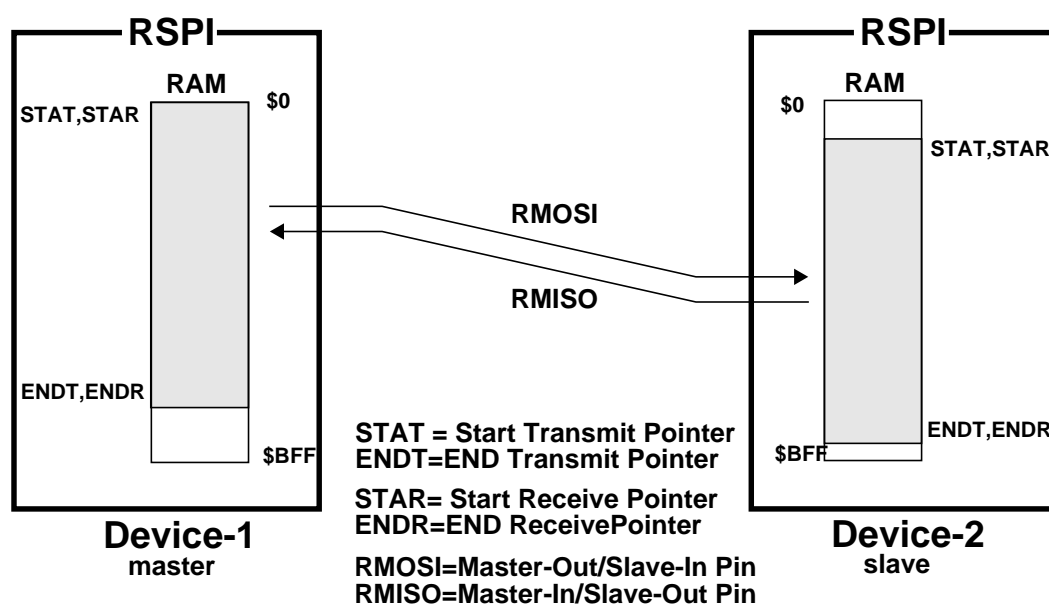 RSPI
RAM
$0
STAT,STAR
ENDT,ENDR
$BFF
Device-1
master
RMOSI
RMISO
RSPI
RAM
$0
STAT,STAR
ENDT,ENDR
$BFF
Device-2
slave
STAT = Start Transmit Pointer
ENDT=END Transmit Pointer
STAR= Start Receive Pointer
ENDR=END ReceivePointer
RMOSI=Master-Out/Slave-In Pin
RMISO=Master-In/Slave-Out Pin